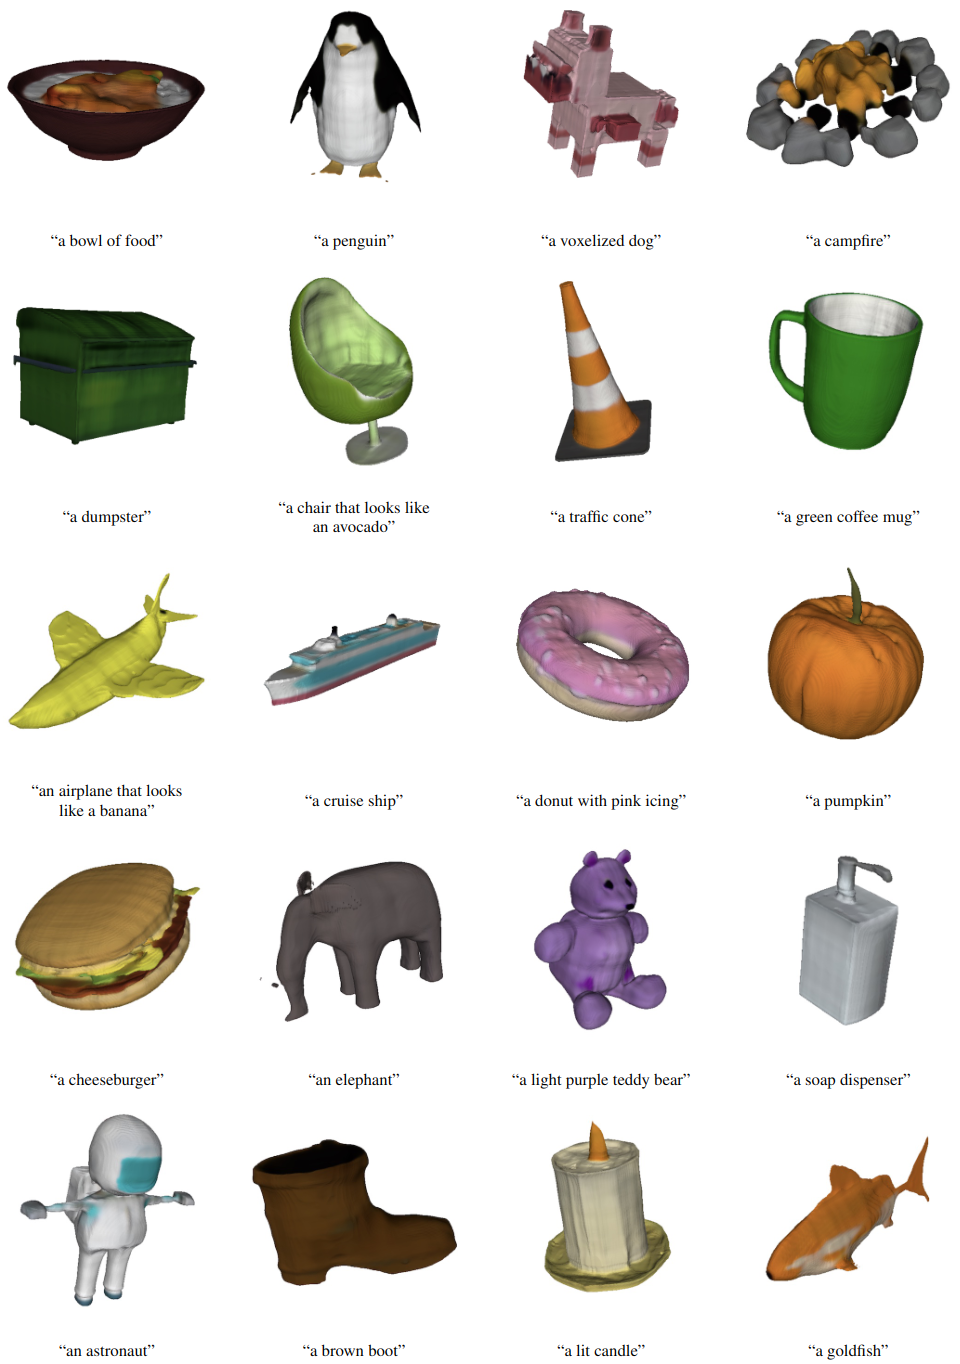 “a bowl of food”
“a penguin”
“a voxelized dog”
“a campfire”
“a dumpster”
“a chair that looks like
an avocado”
“a traffic cone”
“a green coffee mug”
“an airplane that looks
like a banana”
“a cruise ship”
“a donut with pink icing”
“a pumpkin”
“a cheeseburger”
“an elephant”
“a light purple teddy bear”
“a soap dispenser”
“an astronaut”
“a brown boot”
“a lit candle”
“a goldfish”